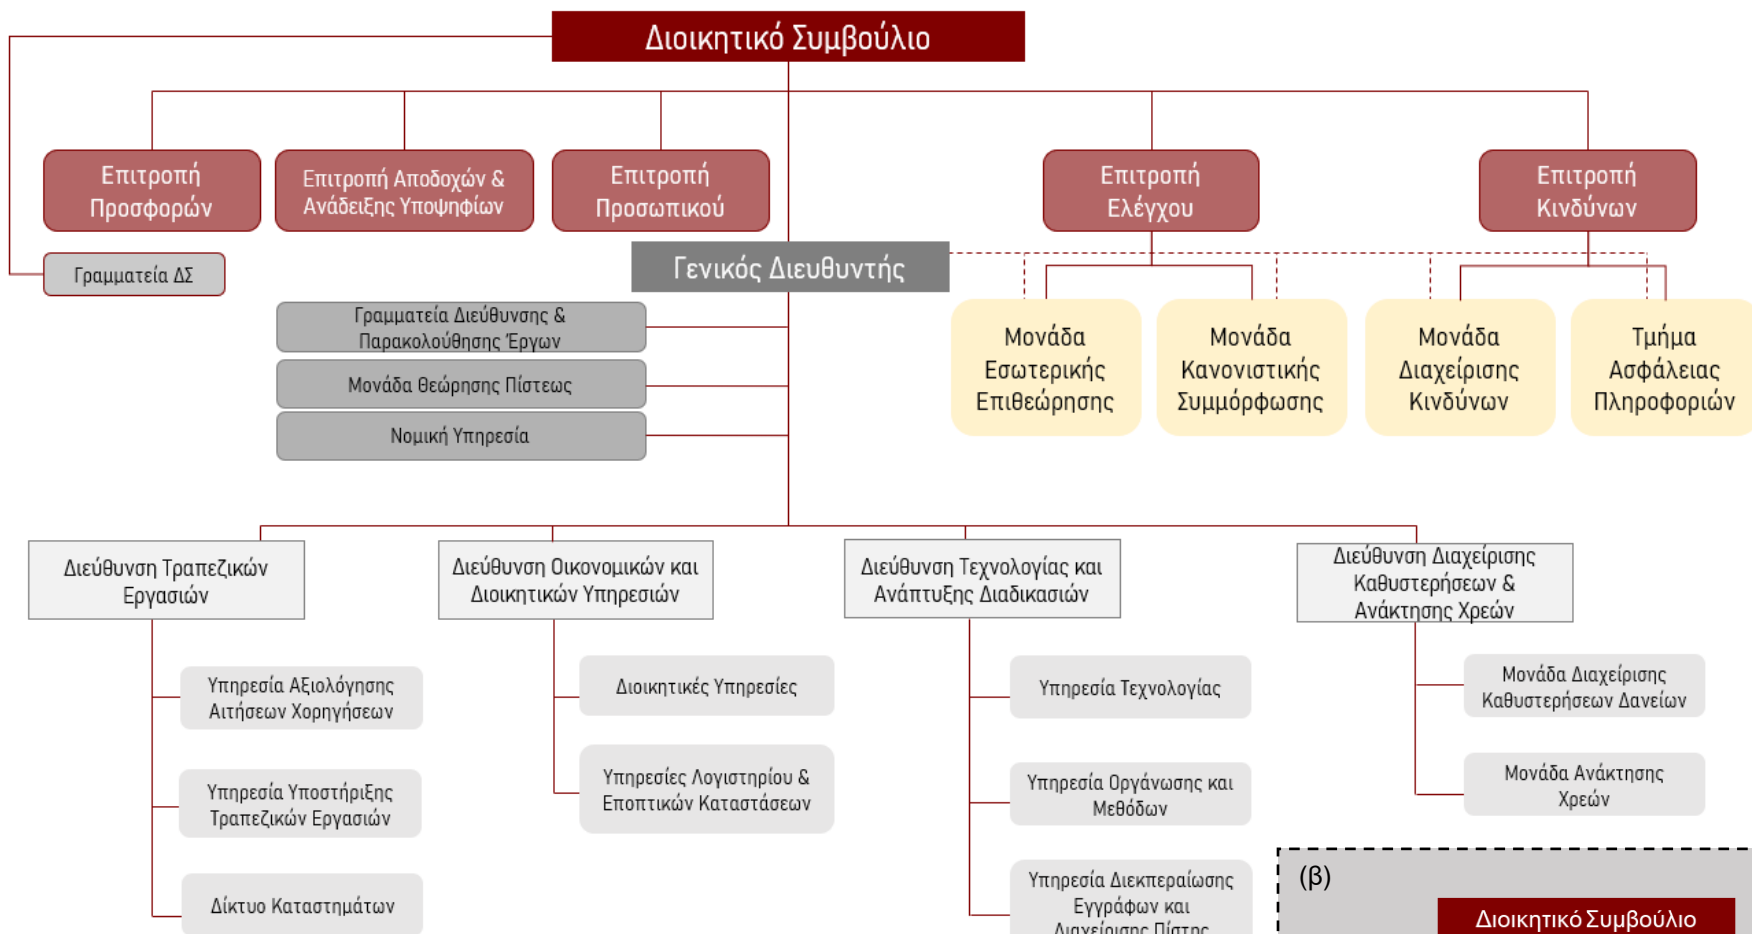 Διοικητικό Συμβούλιο
Επιτροπή
Προσφορών
Επιτροπή Αποδοχών &
Ανάδειξης Υποψηφίων
Επιτροπή
Προσωπικού
Επιτροπή
Ελέγχου
Επιτροπή
Κινδύνων
Γραμματεία ΔΣ
Γενικός Διευθυντής
Γραμματεία Διεύθυνσης &
Παρακολούθησης Έργων
Μονάδα Θεώρησης Πίστεως
Νομική Υπηρεσία
Μονάδα
Εσωτερικής
Επιθεώρησης
Μονάδα
Κανονιστικής
Συμμόρφωσης
Μονάδα
Διαχείρισης
Κινδύνων
Τμήμα
Ασφάλειας
Πληροφοριών
Διεύθυνση Τραπεζικών
Εργασιών
Διεύθυνση Οικονομικών και
Διοικητικών Υπηρεσιών
Διεύθυνση Τεχνολογίας και
Ανάπτυξης Διαδικασιών
Διεύθυνση Διαχείρισης
Καθυστερήσεων &
Ανάκτησης Χρεών
Υπηρεσία Αξιολόγησης
Αιτήσεων Χορηγήσεων
Υπηρεσία Υποστήριξης
Τραπεζικών Εργασιών
Δίκτυο Καταστημάτων
Διοικητικές Υπηρεσίες
Υπηρεσίες Λογιστηρίου &
Εποπτικών Καταστάσεων
Υπηρεσία Τεχνολογίας
Υπηρεσία Οργάνωσης και
Μεθόδων
Υπηρεσία Διεκπεραίωσης
Εγγράφων και
Διαχείρισης Πίστης
Μονάδα Διαχείρισης
Καθυστερήσεων Δανείων
Μονάδα Ανάκτησης
Χρεών
(β)
Διοικητικό Συμβούλιο